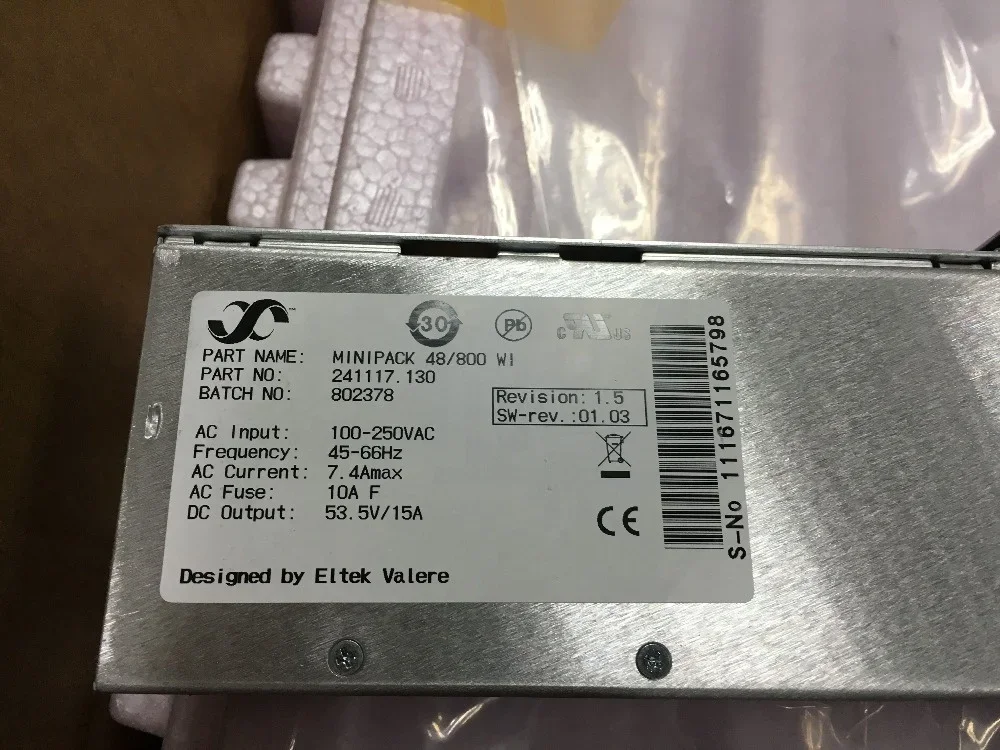 30
Pb
C UL US
PART NAME: MINIPACK 48/800 WI
PART NO: 241117.130
BATCH NO: 802378
Revision: 1.5
SW-rev.:01.03
AC Input: 100-250VAC
Frequency: 45-66Hz
AC Current: 7.4Amax
AC Fuse: 10A F
DC Output: 53.5V/15A
CE
Designed by Eltek Valere
S-No 111671165798